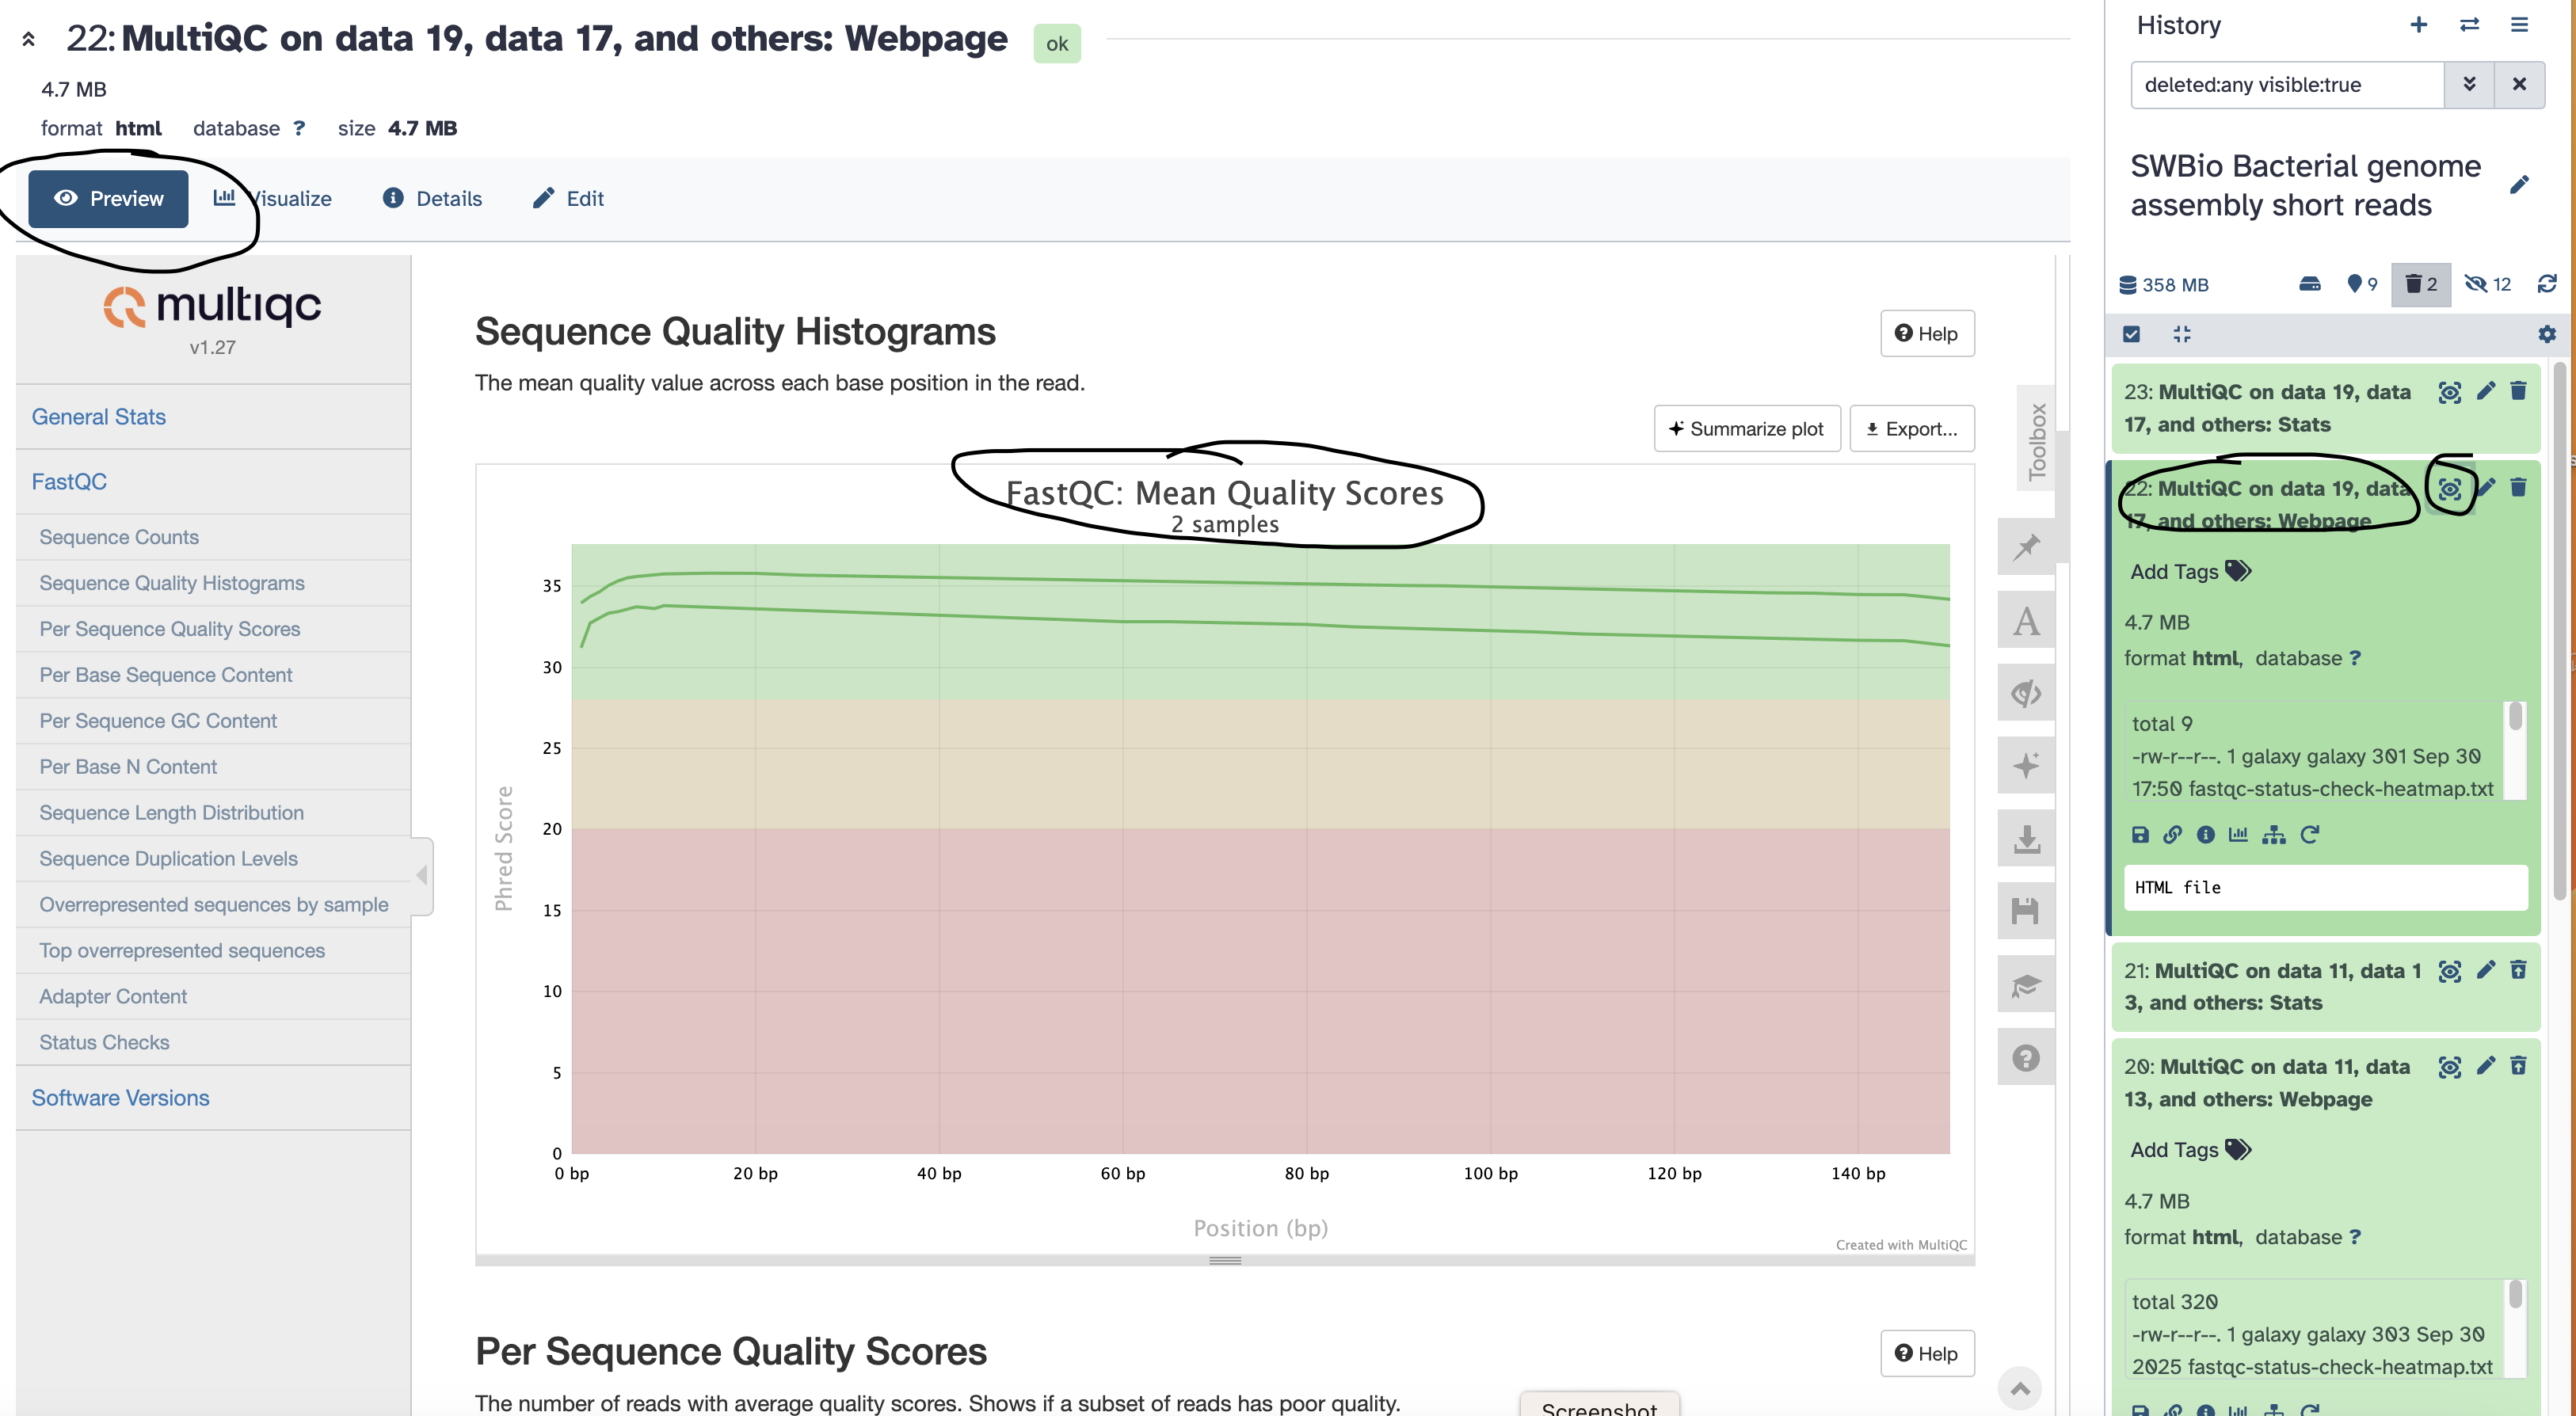 22: MultiQC on data 19, data 17, and others: Webpage ok
4.7 MB
format html database ? size 4.7 MB
Preview Visualize Details Edit
multiqc
v1.27
General Stats
FastQC
Sequence Counts
Sequence Quality Histograms
Per Sequence Quality Scores
Per Base Sequence Content
Per Sequence GC Content
Per Base N Content
Sequence Length Distribution
Sequence Duplication Levels
Overrepresented sequences by sample
Top overrepresented sequences
Adapter Content
Status Checks
Software Versions
Sequence Quality Histograms
Help
The mean quality value across each base position in the read.
Summarize plot Export...
Toolbox
FastQC: Mean Quality Scores
2 samples
35
30
25
20
15
10
5
0
Phred Score
0 bp 20 bp 40 bp 60 bp 80 bp 100 bp 120 bp 140 bp
Position (bp)
Created with MultiQC
Per Sequence Quality Scores
Help
The number of reads with average quality scores. Shows if a subset of reads has poor quality.
Screenshot
History
deleted:any visible:true
SWBio Bacterial genome
assembly short reads
358 MB 9 2 12
23: MultiQC on data 19, data
17, and others: Stats
22: MultiQC on data 19, data
17, and others: Webpage
Add Tags
4.7 MB
format html, database ?
total 9
-rw-r--r--. 1 galaxy galaxy 301 Sep 30
17:50 fastqc-status-check-heatmap.txt
HTML file
21: MultiQC on data 11, data 1
3, and others: Stats
20: MultiQC on data 11, data
13, and others: Webpage
Add Tags
4.7 MB
format html, database ?
total 320
-rw-r--r--. 1 galaxy galaxy 303 Sep 30
2025 fastqc-status-check-heatmap.txt